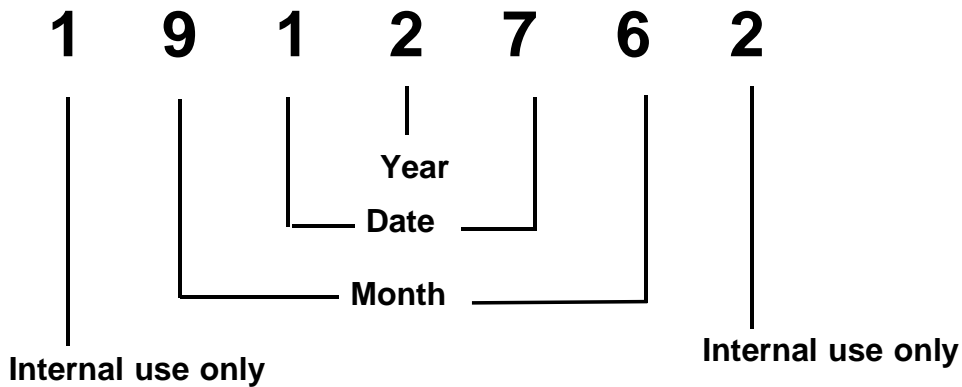 1 9 1 2 7 6 2
Year
Date
Month
Internal use only
Internal use only